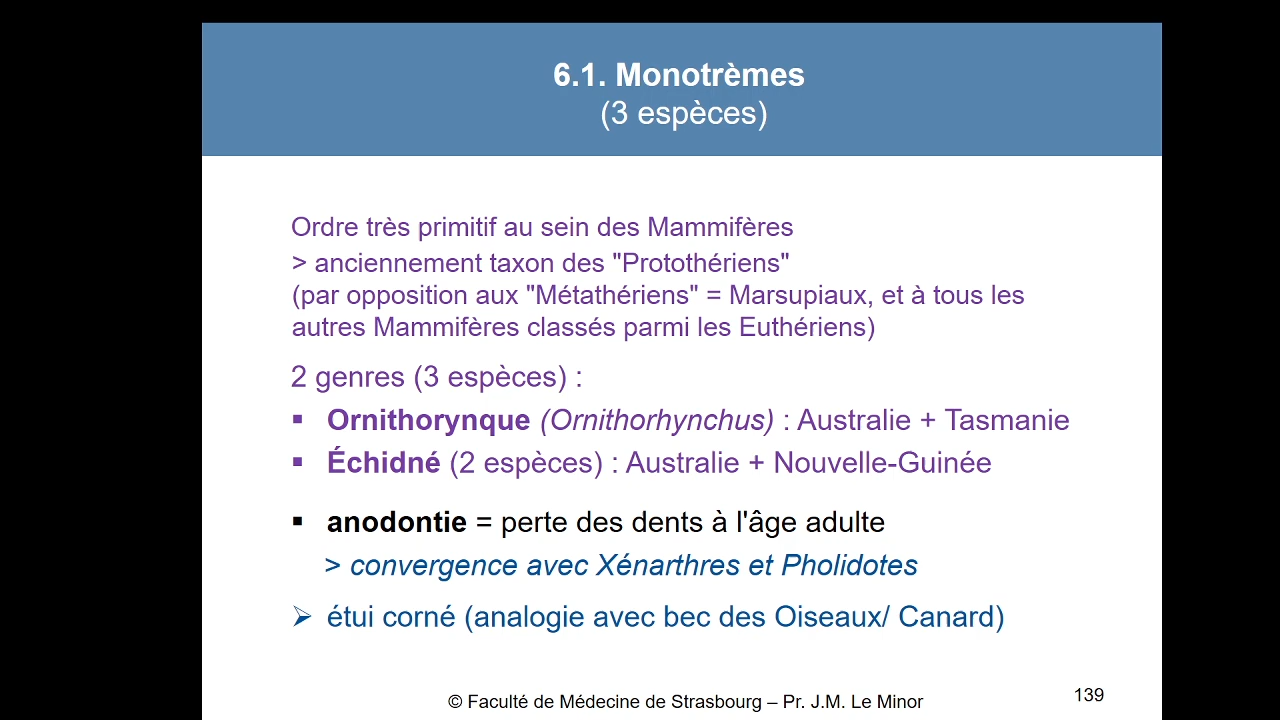 6.1. Monotrèmes
(3 espèces)
Ordre très primitif au sein des Mammifères
> anciennement taxon des "Protothériens"
(par opposition aux "Métathériens" = Marsupiaux, et à tous les
autres Mammifères classés parmi les Euthériens)
2 genres (3 espèces) :
▪ Ornithorynque (Ornithorhynchus) : Australie + Tasmanie
▪ Échidné (2 espèces) : Australie + Nouvelle-Guinée
▪ anodontie = perte des dents à l'âge adulte
> convergence avec Xénarthres et Pholidotes
➢ étui corné (analogie avec bec des Oiseaux/ Canard)
© Faculté de Médecine de Strasbourg – Pr. J.M. Le Minor
139